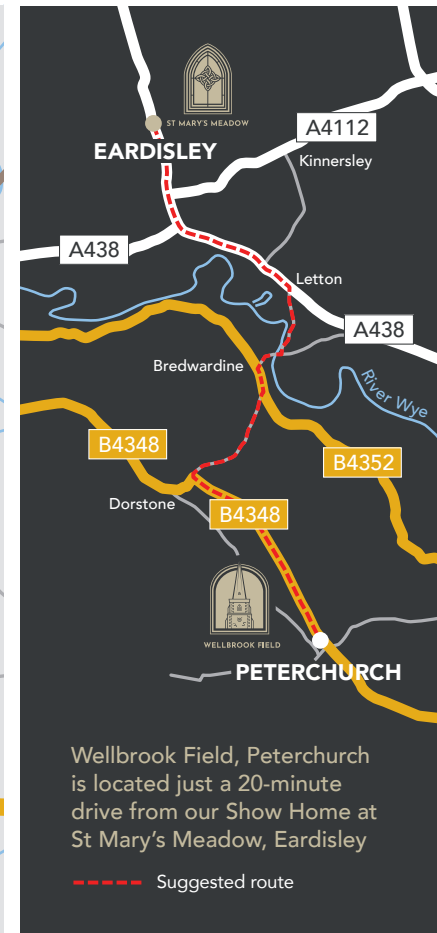 ST MARY'S MEADOW
EARDISLEY
A4112
Kinnersley
A438
Letton
A438
Bredwardine
River Wye
B4348
B4352
Dorstone
B4348
WELLBROOK FIELD
PETERCHURCH
Wellbrook Field, Peterchurch
is located just a 20-minute
drive from our Show Home at
St Mary's Meadow, Eardisley
Suggested route